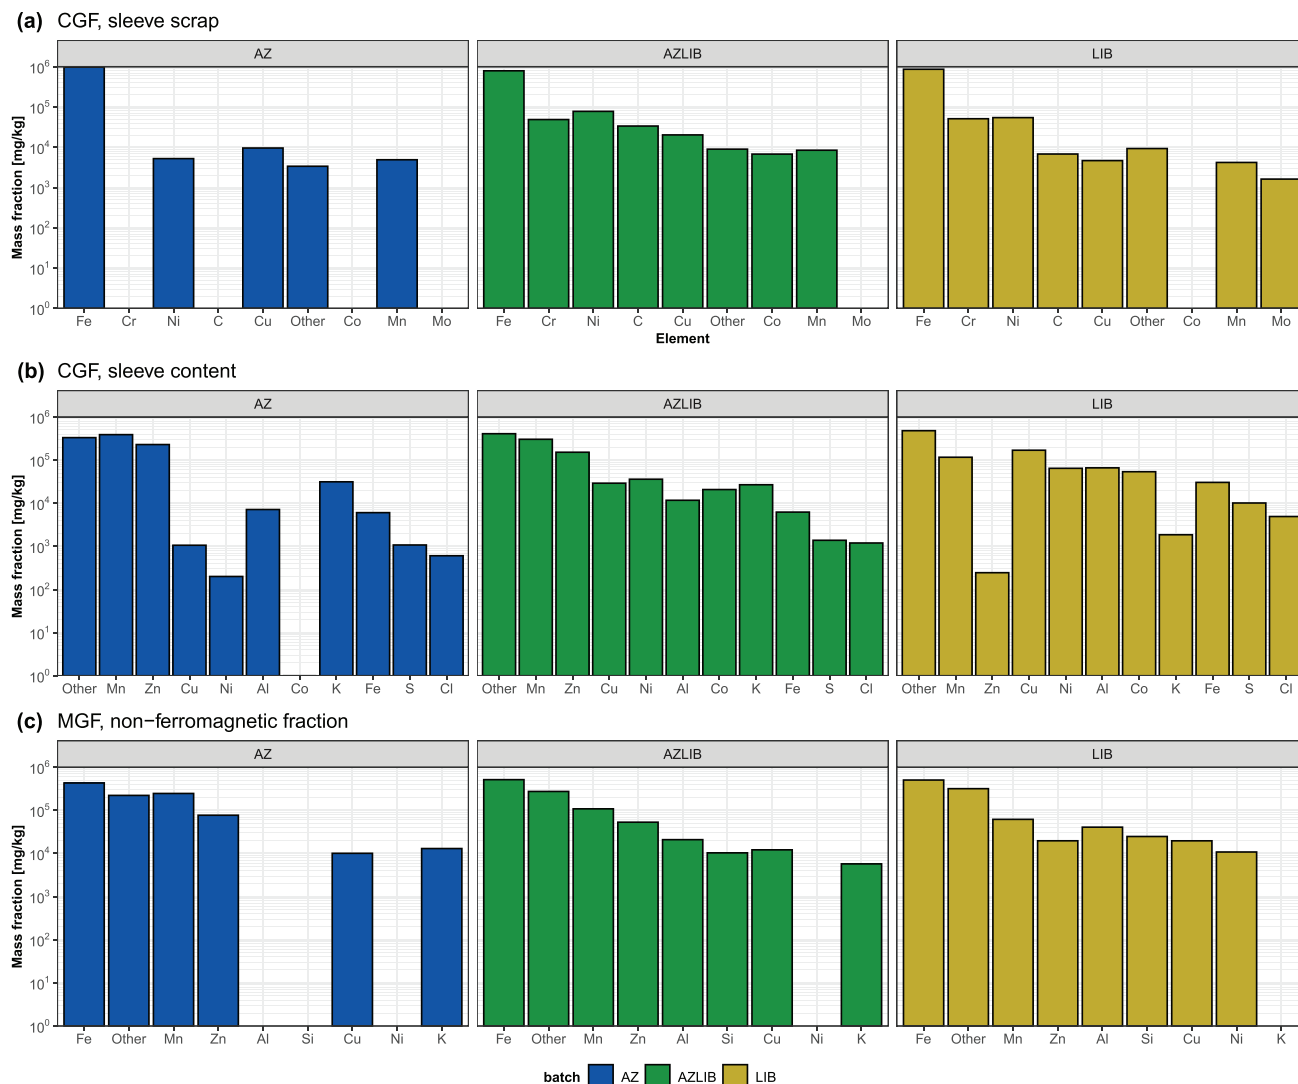 (a) CGF, sleeve scrap
AZ AZLIB LIB
Mass fraction [mg/kg]
10⁶
10⁵
10⁴
10³
10²
10¹
10⁰
Fe Cr Ni C Cu Other Co Mn Mo Fe Cr Ni C Cu Other Co Mn Mo Fe Cr Ni C Cu Other Co Mn Mo
Element
(b) CGF, sleeve content
AZ AZLIB LIB
Mass fraction [mg/kg]
10⁶
10⁵
10⁴
10³
10²
10¹
10⁰
Other Mn Zn Cu Ni Al Co K Fe S Cl Other Mn Zn Cu Ni Al Co K Fe S Cl Other Mn Zn Cu Ni Al Co K Fe S Cl
(c) MGF, non−ferromagnetic fraction
AZ AZLIB LIB
Mass fraction [mg/kg]
10⁶
10⁵
10⁴
10³
10²
10¹
10⁰
Fe Other Mn Zn Al Si Cu Ni K Fe Other Mn Zn Al Si Cu Ni K Fe Other Mn Zn Al Si Cu Ni K
batch AZ AZLIB LIB